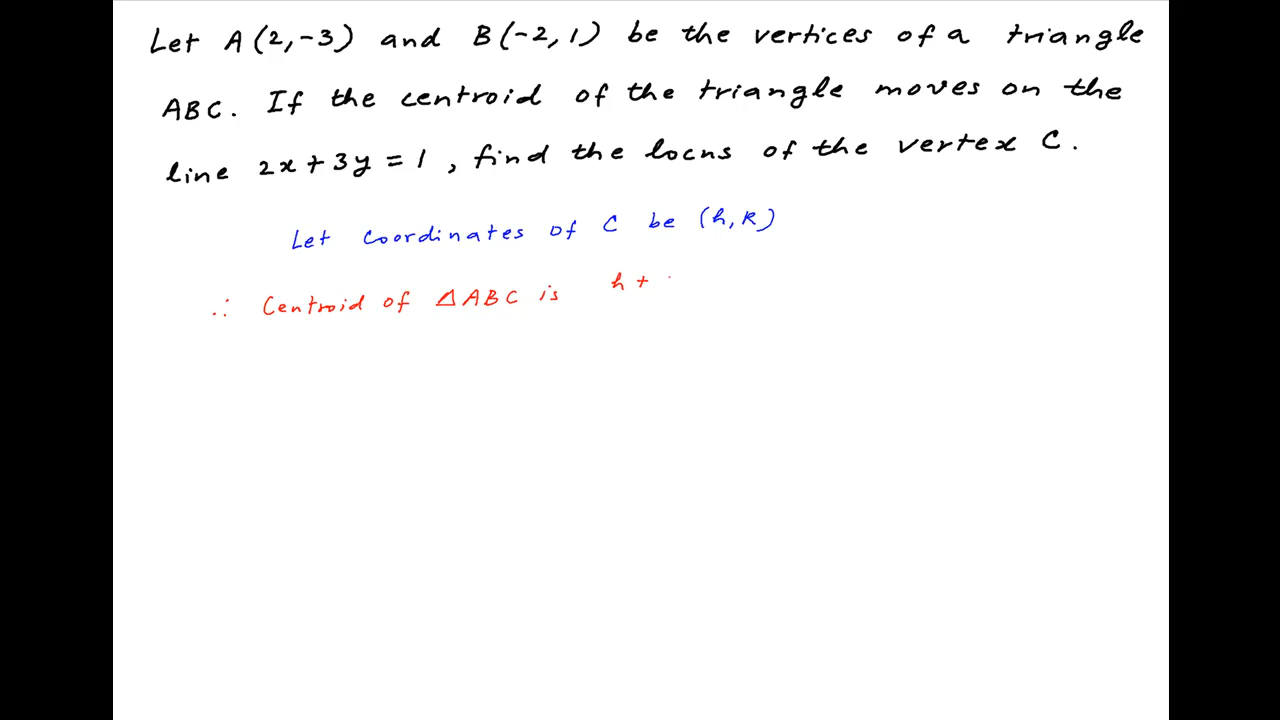 Let A(2,-3) and B(-2,1) be the vertices of a triangle
ABC. If the centroid of the triangle moves on the
line 2x+3y=1, find the locus of the vertex C.
Let coordinates of C be (h,k)
∴ Centroid of △ABC is h+